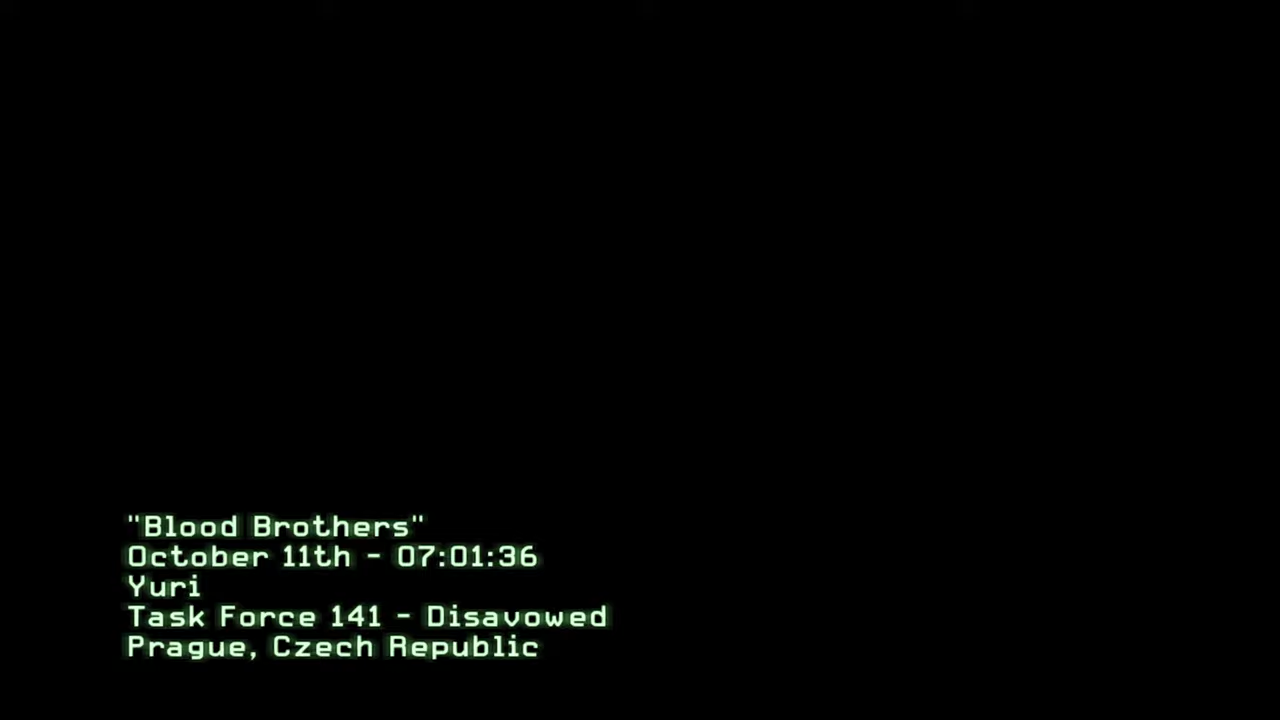 "Blood Brothers"
October 11th - 07:01:36
Yuri
Task Force 141 - Disavowed
Prague, Czech Republic